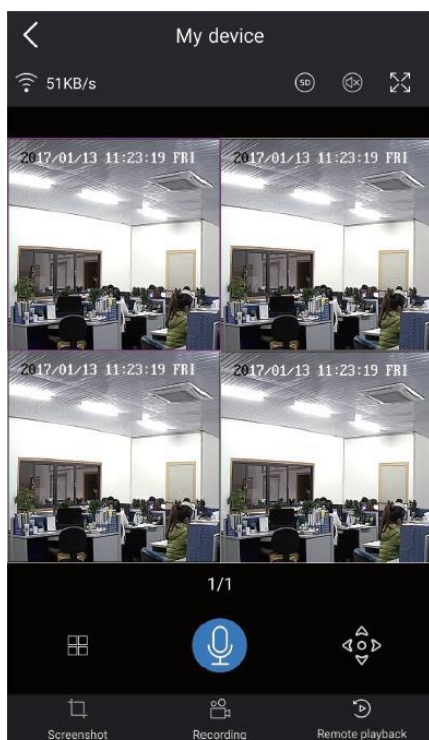 My device
51KB/s
SD
2017/01/13 11:23:19 FRI
2017/01/13 11:23:19 FRI
2017/01/13 11:23:19 FRI
2017/01/13 11:23:19 FRI
1/1
Screenshot
Recording
Remote playback